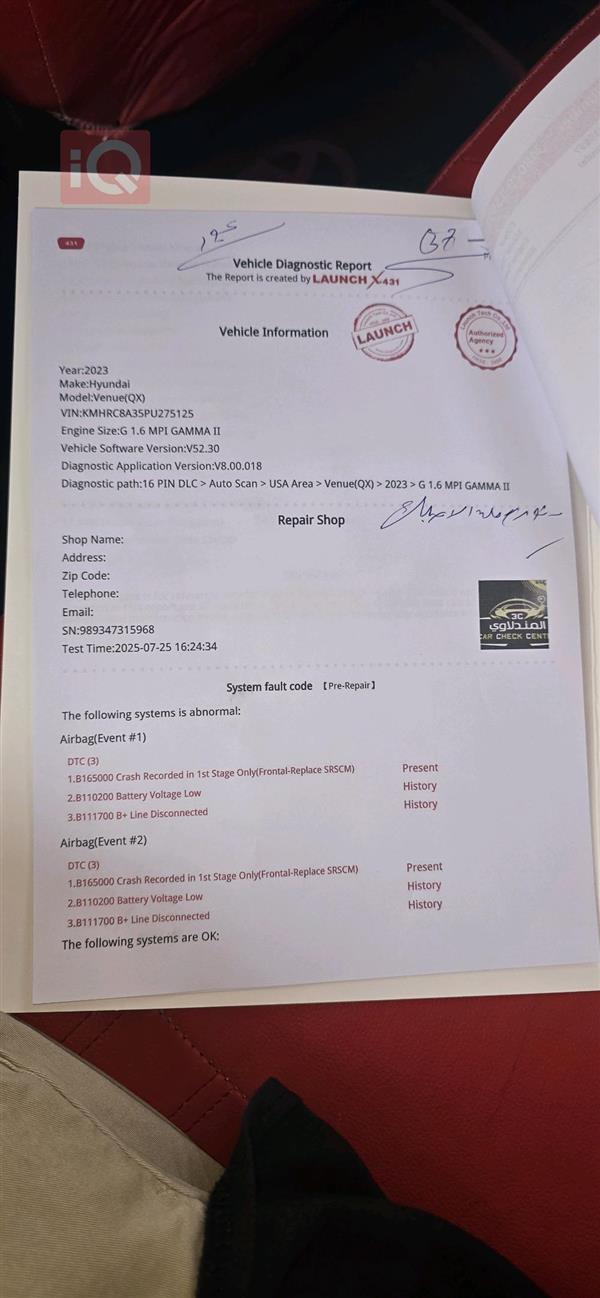 iQ
431
Vehicle Diagnostic Report
The Report is created by LAUNCH X-431
Vehicle Information
LAUNCH
Launch Tech Co.,Ltd
Authorized
Agency
Year:2023
Make:Hyundai
Model:Venue(QX)
VIN:KMHRC8A35PU275125
Engine Size:G 1.6 MPI GAMMA II
Vehicle Software Version:V52.30
Diagnostic Application Version:V8.00.018
Diagnostic path:16 PIN DLC > Auto Scan > USA Area > Venue(QX) > 2023 > G 1.6 MPI GAMMA II
Repair Shop
Shop Name:
Address:
Zip Code:
Telephone:
Email:
SN:989347315968
Test Time:2025-07-25 16:24:34
3C
المندلاوي
CAR CHECK CENT
System fault code 【Pre-Repair】
The following systems is abnormal:
Airbag(Event #1)
DTC (3)
1.B165000 Crash Recorded in 1st Stage Only(Frontal-Replace SRSCM) Present
2.B110200 Battery Voltage Low History
3.B111700 B+ Line Disconnected History
Airbag(Event #2)
DTC (3)
1.B165000 Crash Recorded in 1st Stage Only(Frontal-Replace SRSCM) Present
2.B110200 Battery Voltage Low History
3.B111700 B+ Line Disconnected History
The following systems are OK: